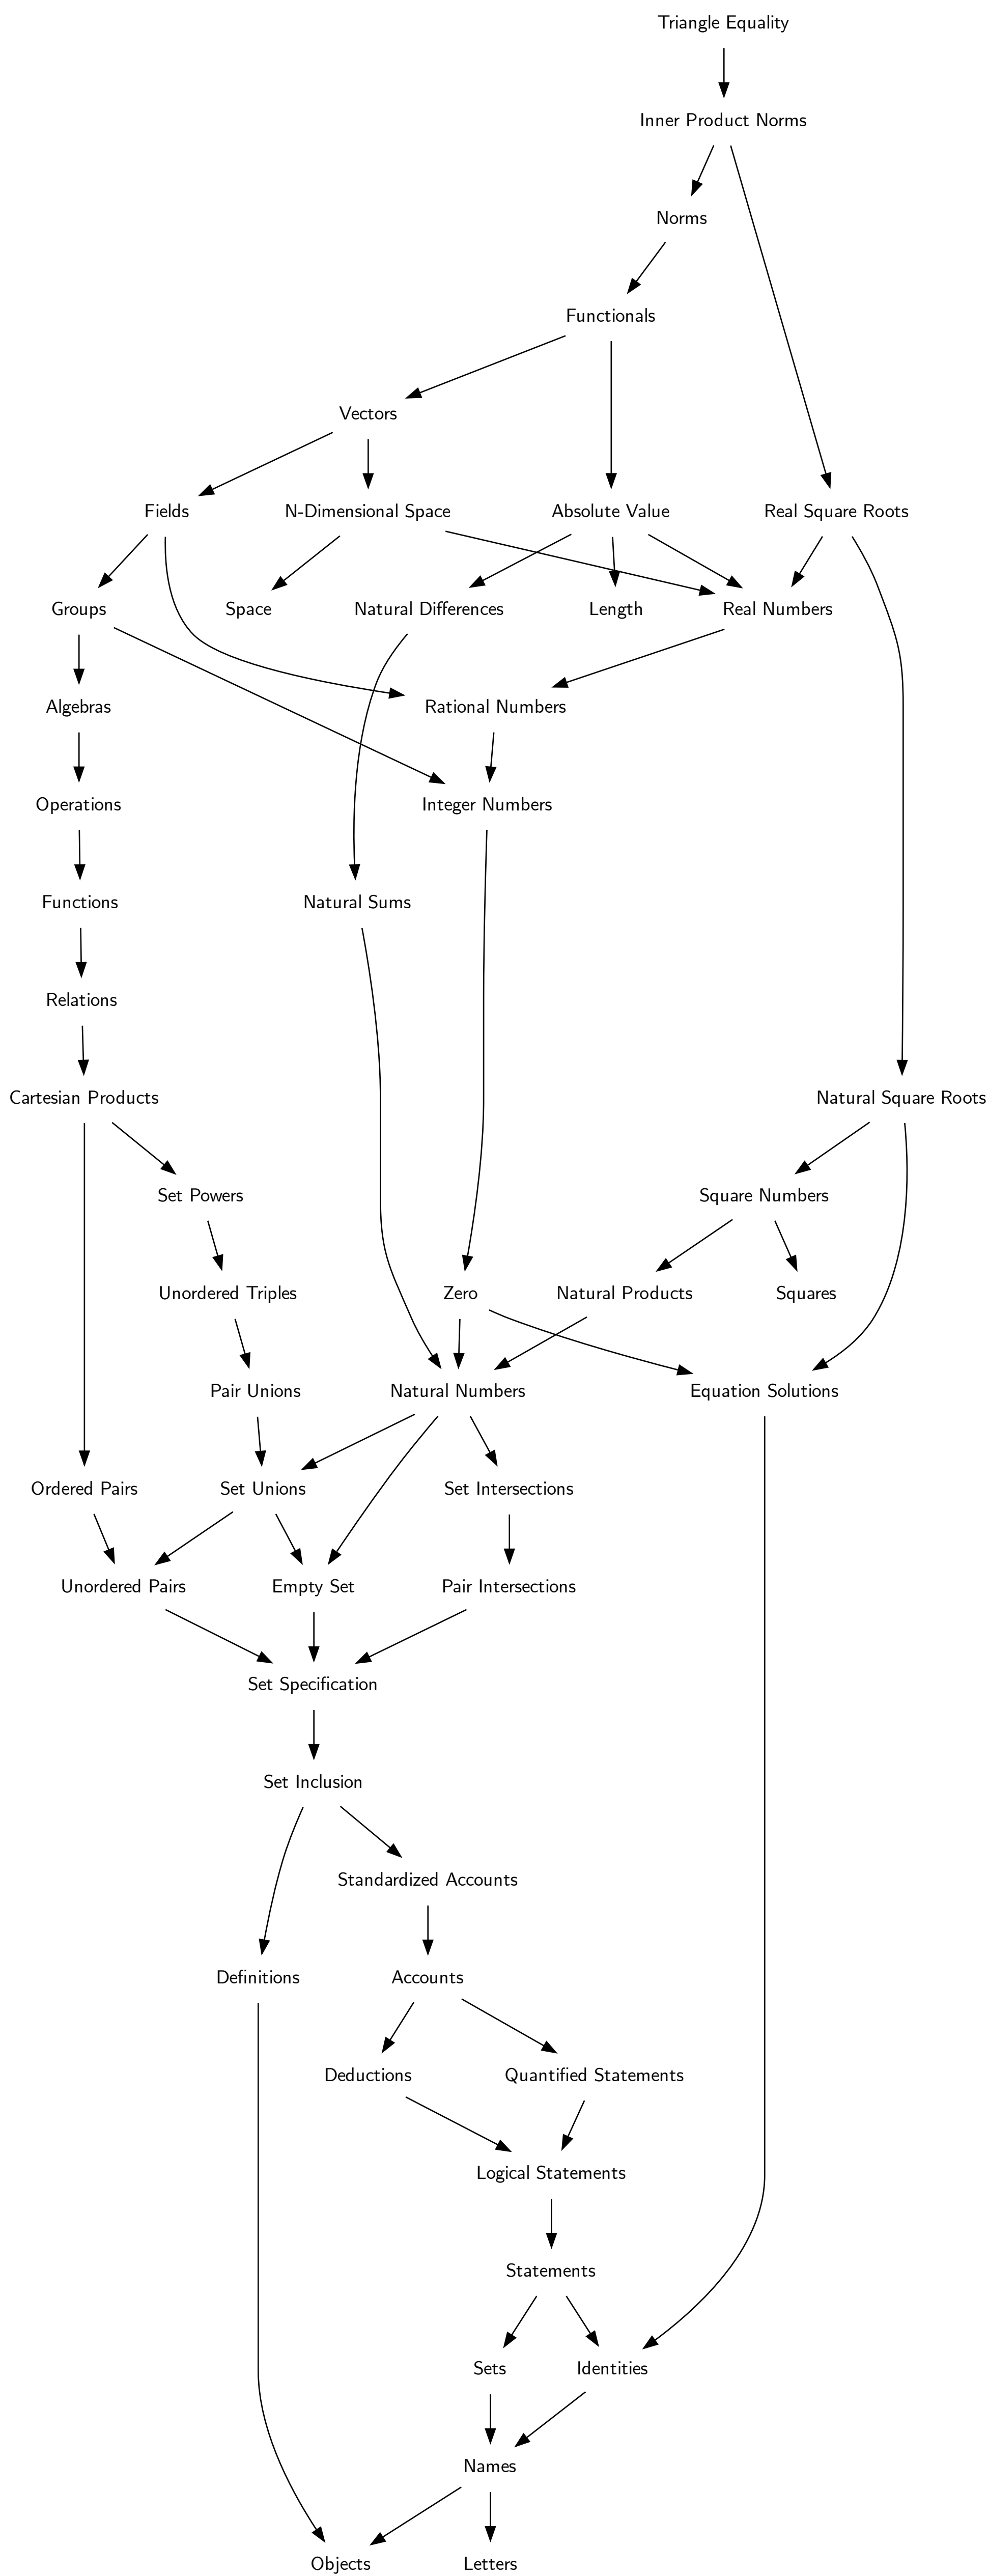 Triangle Equality
Inner Product Norms
Norms
Functionals
Vectors
Fields
N-Dimensional Space
Absolute Value
Real Square Roots
Groups
Space
Natural Differences
Length
Real Numbers
Algebras
Rational Numbers
Operations
Integer Numbers
Functions
Natural Sums
Relations
Cartesian Products
Natural Square Roots
Set Powers
Square Numbers
Unordered Triples
Zero
Natural Products
Squares
Pair Unions
Natural Numbers
Equation Solutions
Ordered Pairs
Set Unions
Set Intersections
Unordered Pairs
Empty Set
Pair Intersections
Set Specification
Set Inclusion
Standardized Accounts
Definitions
Accounts
Deductions
Quantified Statements
Logical Statements
Statements
Sets
Identities
Names
Objects
Letters